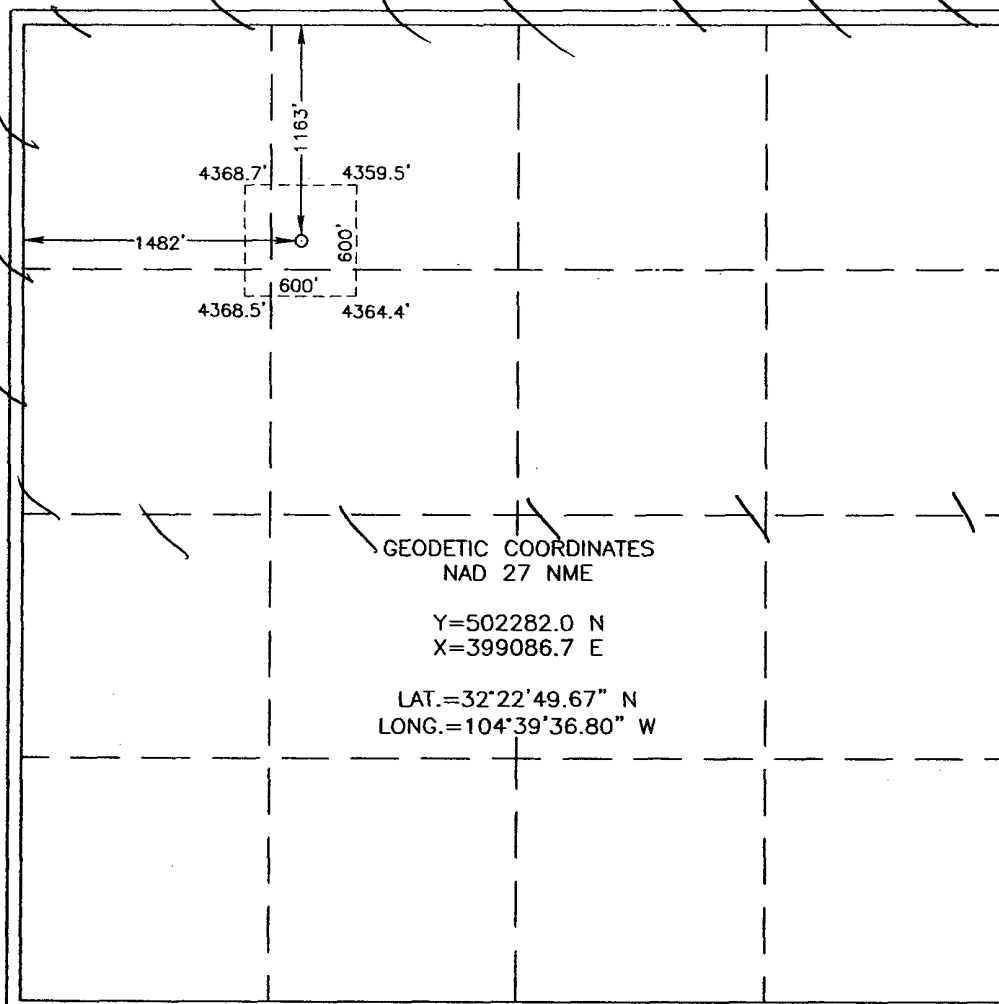 1163'
4368.7' 4359.5'
1482'
600'
600'
4368.5' 4364.4'
GEODETIC COORDINATES
NAD 27 NME
Y=502282.0 N
X=399086.7 E
LAT.=32°22'49.67" N
LONG.=104°39'36.80" W